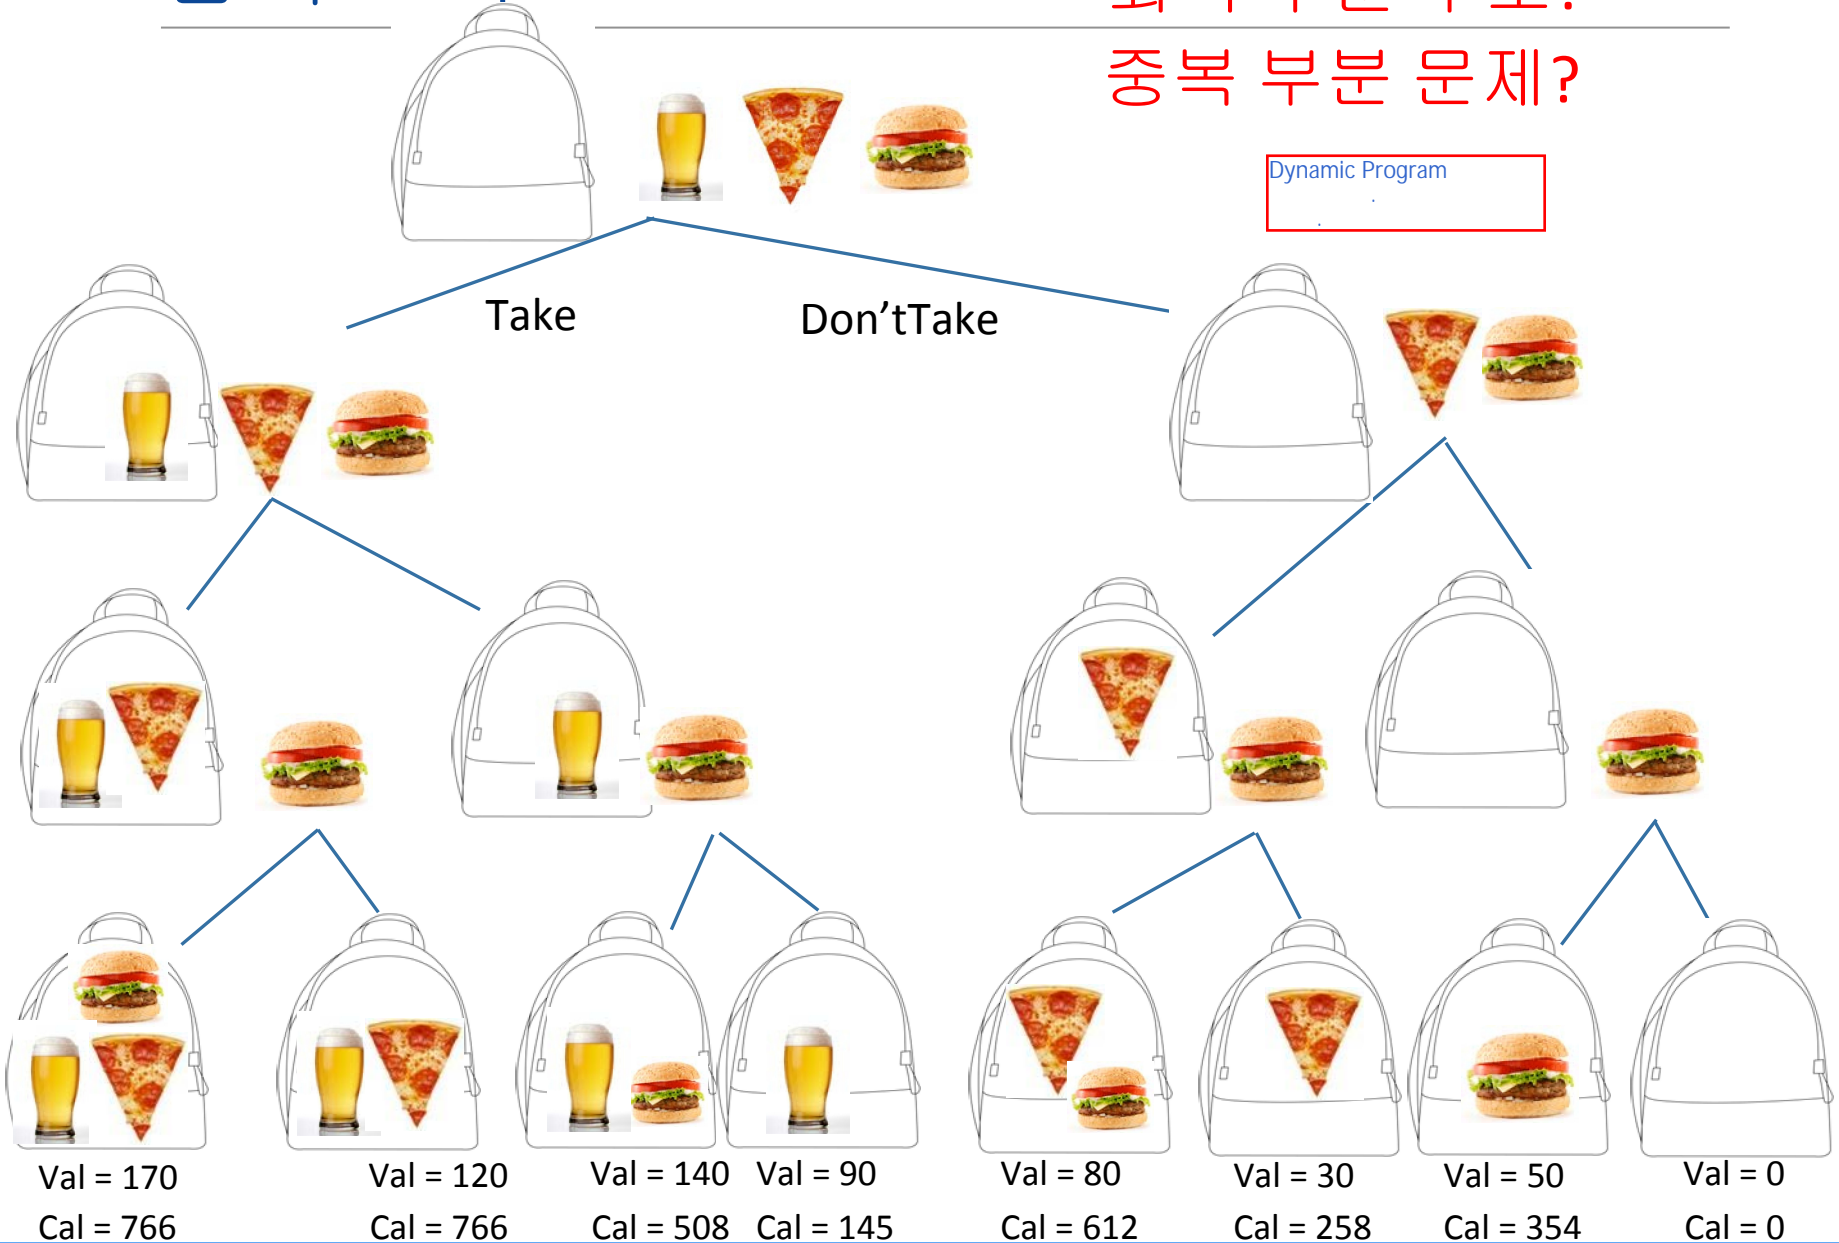 중복 부분 문제?
Dynamic Program
Take
Don'tTake
Val = 170
Val = 120
Val = 140
Val = 90
Val = 80
Val = 30
Val = 50
Val = 0
Cal = 766
Cal = 766
Cal = 508
Cal = 145
Cal = 612
Cal = 258
Cal = 354
Cal = 0